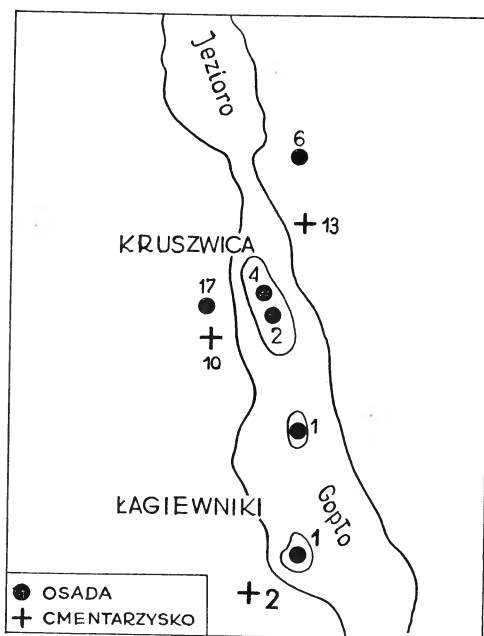 Jezioro
6
13
KRUSZWICA
4
17
2
10
1
ŁAGIEWNIKI
Gopło
1
2
OSADA
CMENTARZYSKO